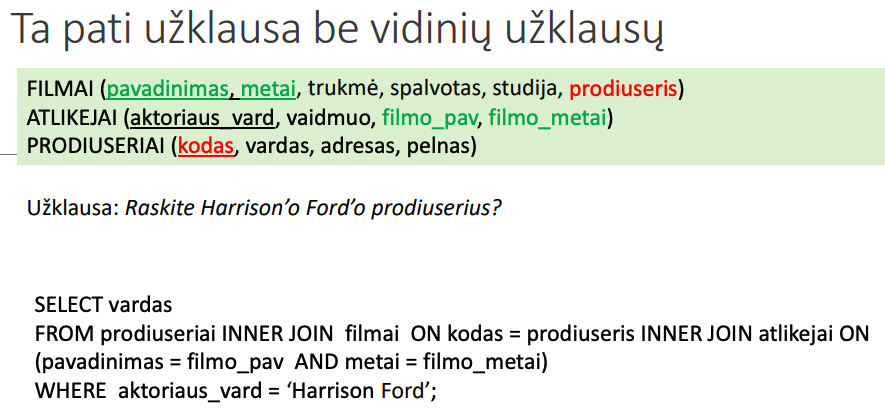 Ta pati užklausa be vidinių užklausų
FILMAI (pavadinimas, metai, trukmė, spalvotas, studija, prodiuseris)
ATLIKEJAI (aktoriaus_vard, vaidmuo, filmo_pav, filmo_metai)
PRODIUSERIAI (kodas, vardas, adresas, pelnas)
Užklausa: Raskite Harrison’o Ford’o prodiuserius?
SELECT vardas
FROM prodiuseriai INNER JOIN filmai ON kodas = prodiuseris INNER JOIN atlikejai ON
(pavadinimas = filmo_pav AND metai = filmo_metai)
WHERE aktoriaus_vard = ‘Harrison Ford’;